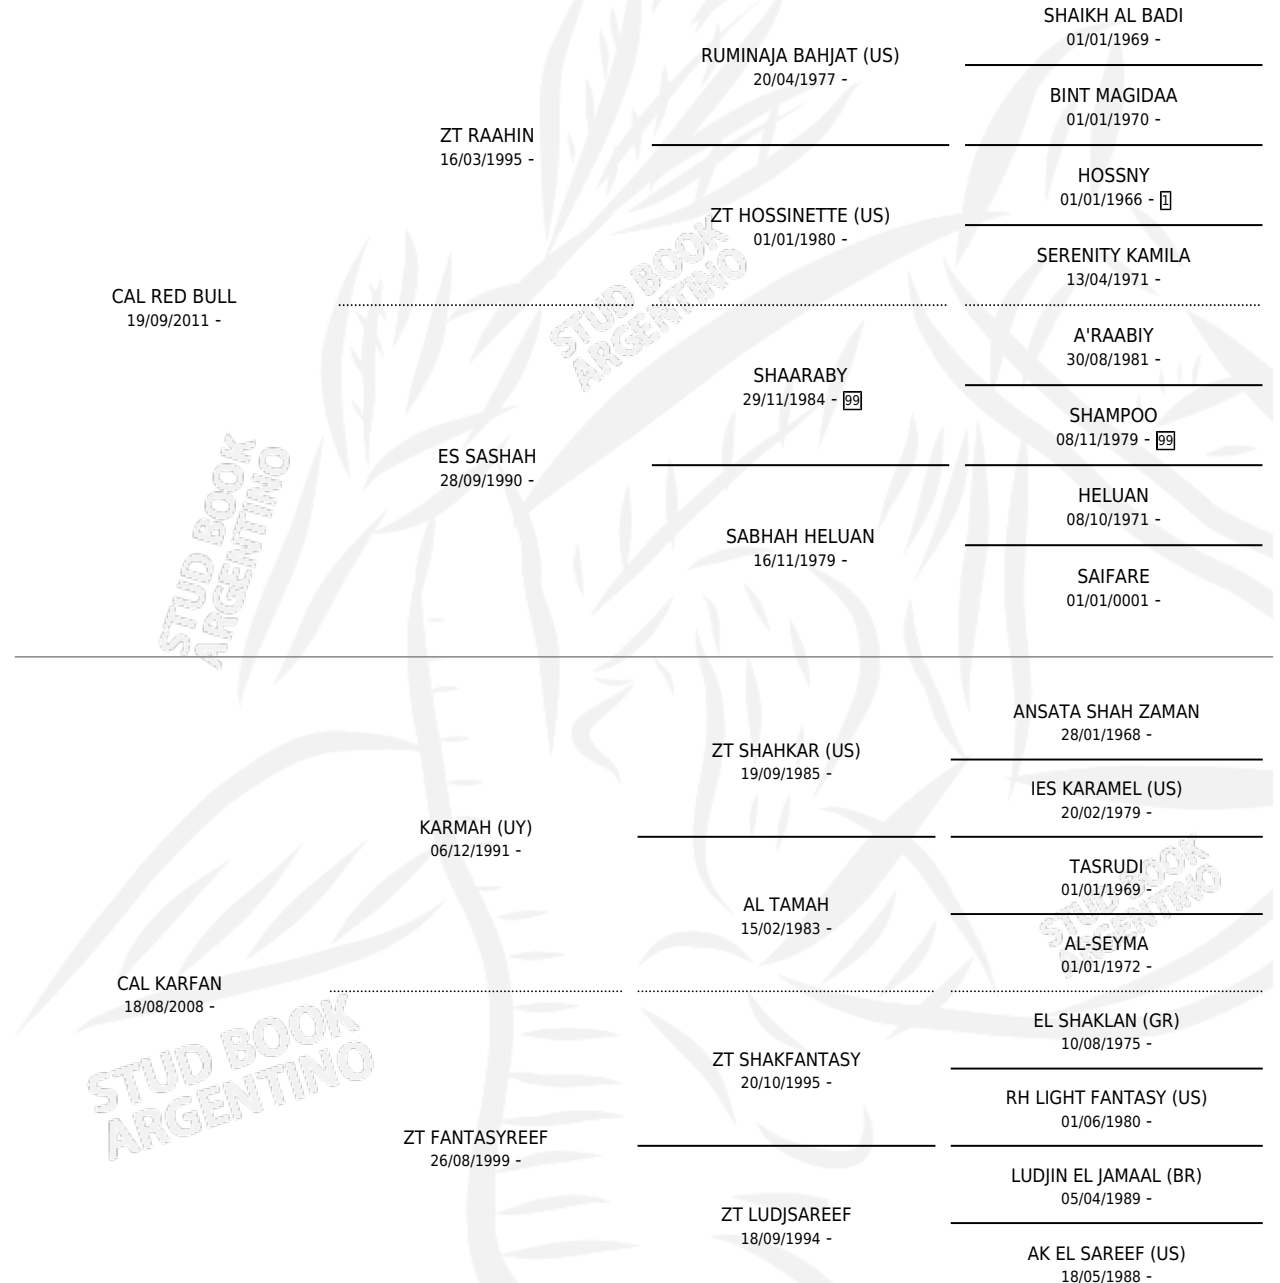 SHAIKH AL BADI
01/01/1969 -
RUMINAJA BAHJAT (US)
20/04/1977 -
BINT MAGIDAA
01/01/1970 -
ZT RAAHIN
16/03/1995 -
HOSSNY
01/01/1966 - 1
ZT HOSSINETTE (US)
01/01/1980 -
SERENITY KAMILA
13/04/1971 -
CAL RED BULL
19/09/2011 -
A'RAABIY
30/08/1981 -
SHAARABY
29/11/1984 - 99
SHAMPOO
08/11/1979 - 99
ES SASHAH
28/09/1990 -
HELUAN
08/10/1971 -
SABHAH HELUAN
16/11/1979 -
SAIFARE
01/01/0001 -
STUD BOOK
ARGENTINO
STUD BOOK
ARGENTINO
ANSATA SHAH ZAMAN
28/01/1968 -
ZT SHAHKAR (US)
19/09/1985 -
IES KARAMEL (US)
20/02/1979 -
KARMAH (UY)
06/12/1991 -
TASRUDI
01/01/1969 -
AL TAMAH
15/02/1983 -
AL-SEYMA
01/01/1972 -
CAL KARFAN
18/08/2008 -
EL SHAKLAN (GR)
10/08/1975 -
ZT SHAKFANTASY
20/10/1995 -
RH LIGHT FANTASY (US)
01/06/1980 -
ZT FANTASYREEF
26/08/1999 -
LUDJIN EL JAMAAL (BR)
05/04/1989 -
ZT LUDJSAREEF
18/09/1994 -
AK EL SAREEF (US)
18/05/1988 -
STUD BOOK
ARGENTINO
STUD BOOK
ARGENTINO